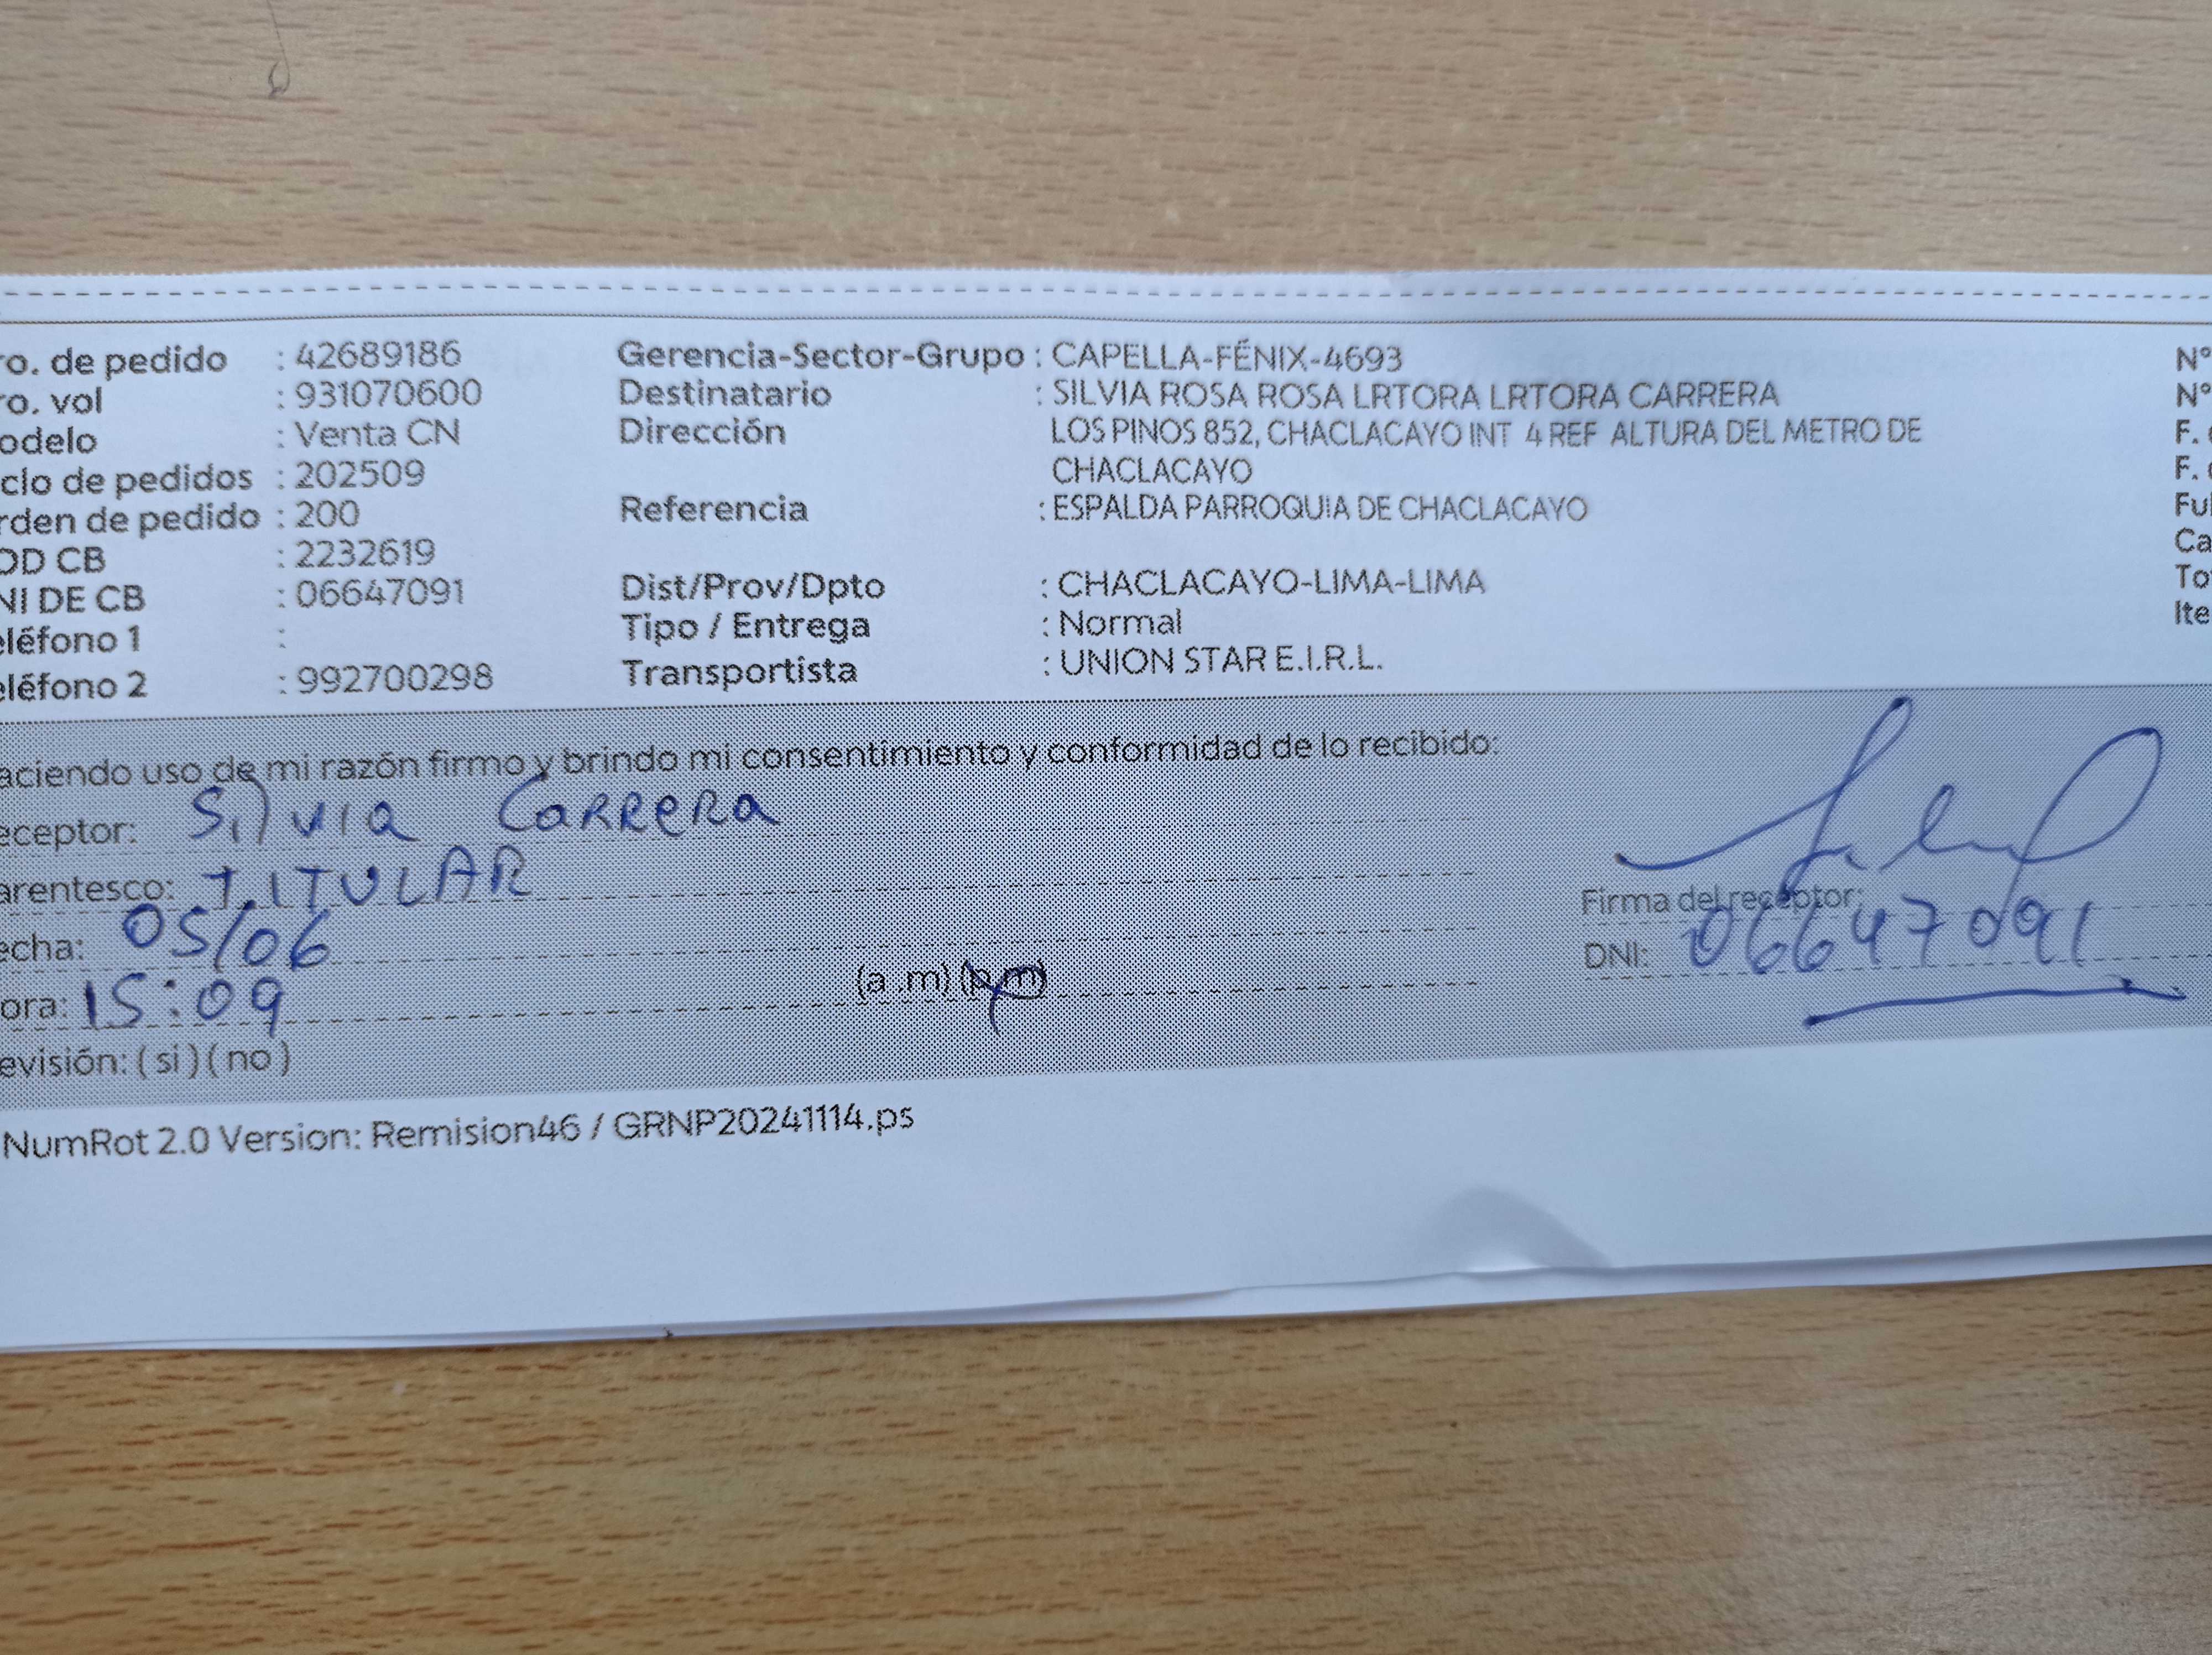 ro. de pedido : 42689186 Gerencia-Sector-Grupo : CAPELLA-FÉNIX-4693 N°
ro. vol : 931070600 Destinatario : SILVIA ROSA ROSA LRTORA LRTORA CARRERA N°
odelo : Venta CN Dirección LOS PINOS 852, CHACLACAYO INT 4 REF ALTURA DEL METRO DE F.
clo de pedidos : 202509 CHACLACAYO F.
rden de pedido : 200 Referencia : ESPALDA PARROQUIA DE CHACLACAYO Ful
OD CB : 2232619 Ca
NI DE CB : 06647091 Dist/Prov/Dpto : CHACLACAYO-LIMA-LIMA To
eléfono 1 : Tipo / Entrega : Normal Ite
eléfono 2 : 992700298 Transportista : UNION STAR E.I.R.L.
aciendo uso de mi razón firmo y brindo mi consentimiento y conformidad de lo recibido:
eceptor: Silvia Carrera
arentesco: TITULAR Firma del receptor:
echa: 05/06 DNI: 06647091
ora: 15:09 (a .m) (p.m)
evisión: ( si ) ( no )
NumRot 2.0 Version: Remision46 / GRNP20241114.ps